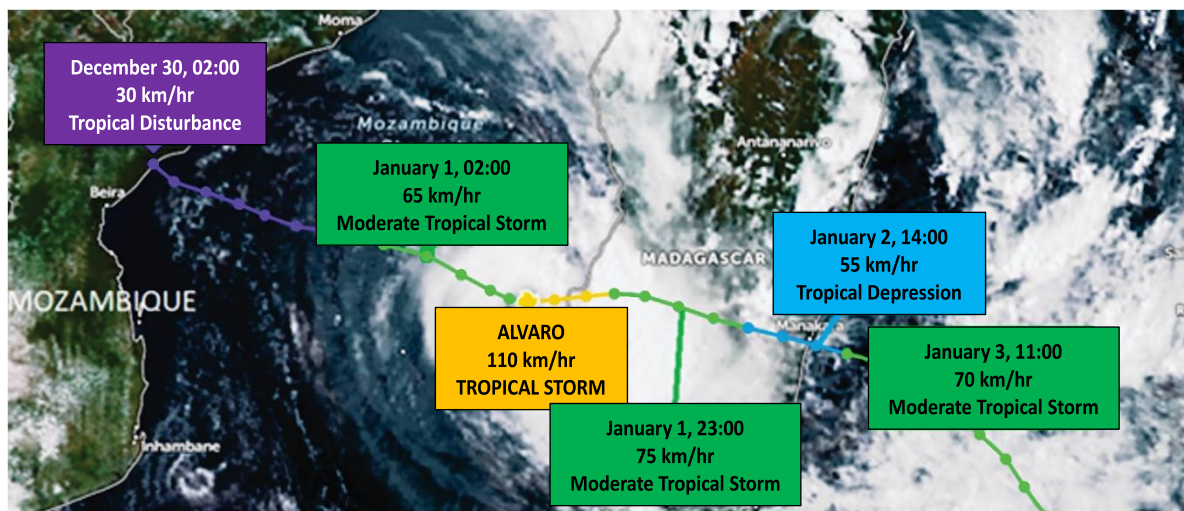 Moma
December 30, 02:00
30 km/hr
Tropical Disturbance
Mozambique
Antananarivo
January 1, 02:00
65 km/hr
Moderate Tropical Storm
Beira
January 2, 14:00
55 km/hr
Tropical Depression
MADAGASCAR
MOZAMBIQUE
Manakara
ALVARO
110 km/hr
TROPICAL STORM
January 3, 11:00
70 km/hr
Moderate Tropical Storm
January 1, 23:00
75 km/hr
Moderate Tropical Storm
Inhambane